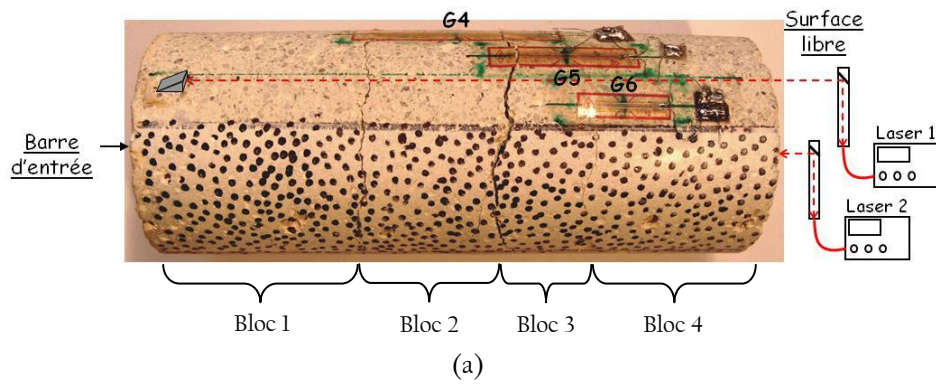 G4
Surface
libre
G5
G6
Barre
d'entrée
Laser 1
Laser 2
Bloc 1
Bloc 2
Bloc 3
Bloc 4
(a)